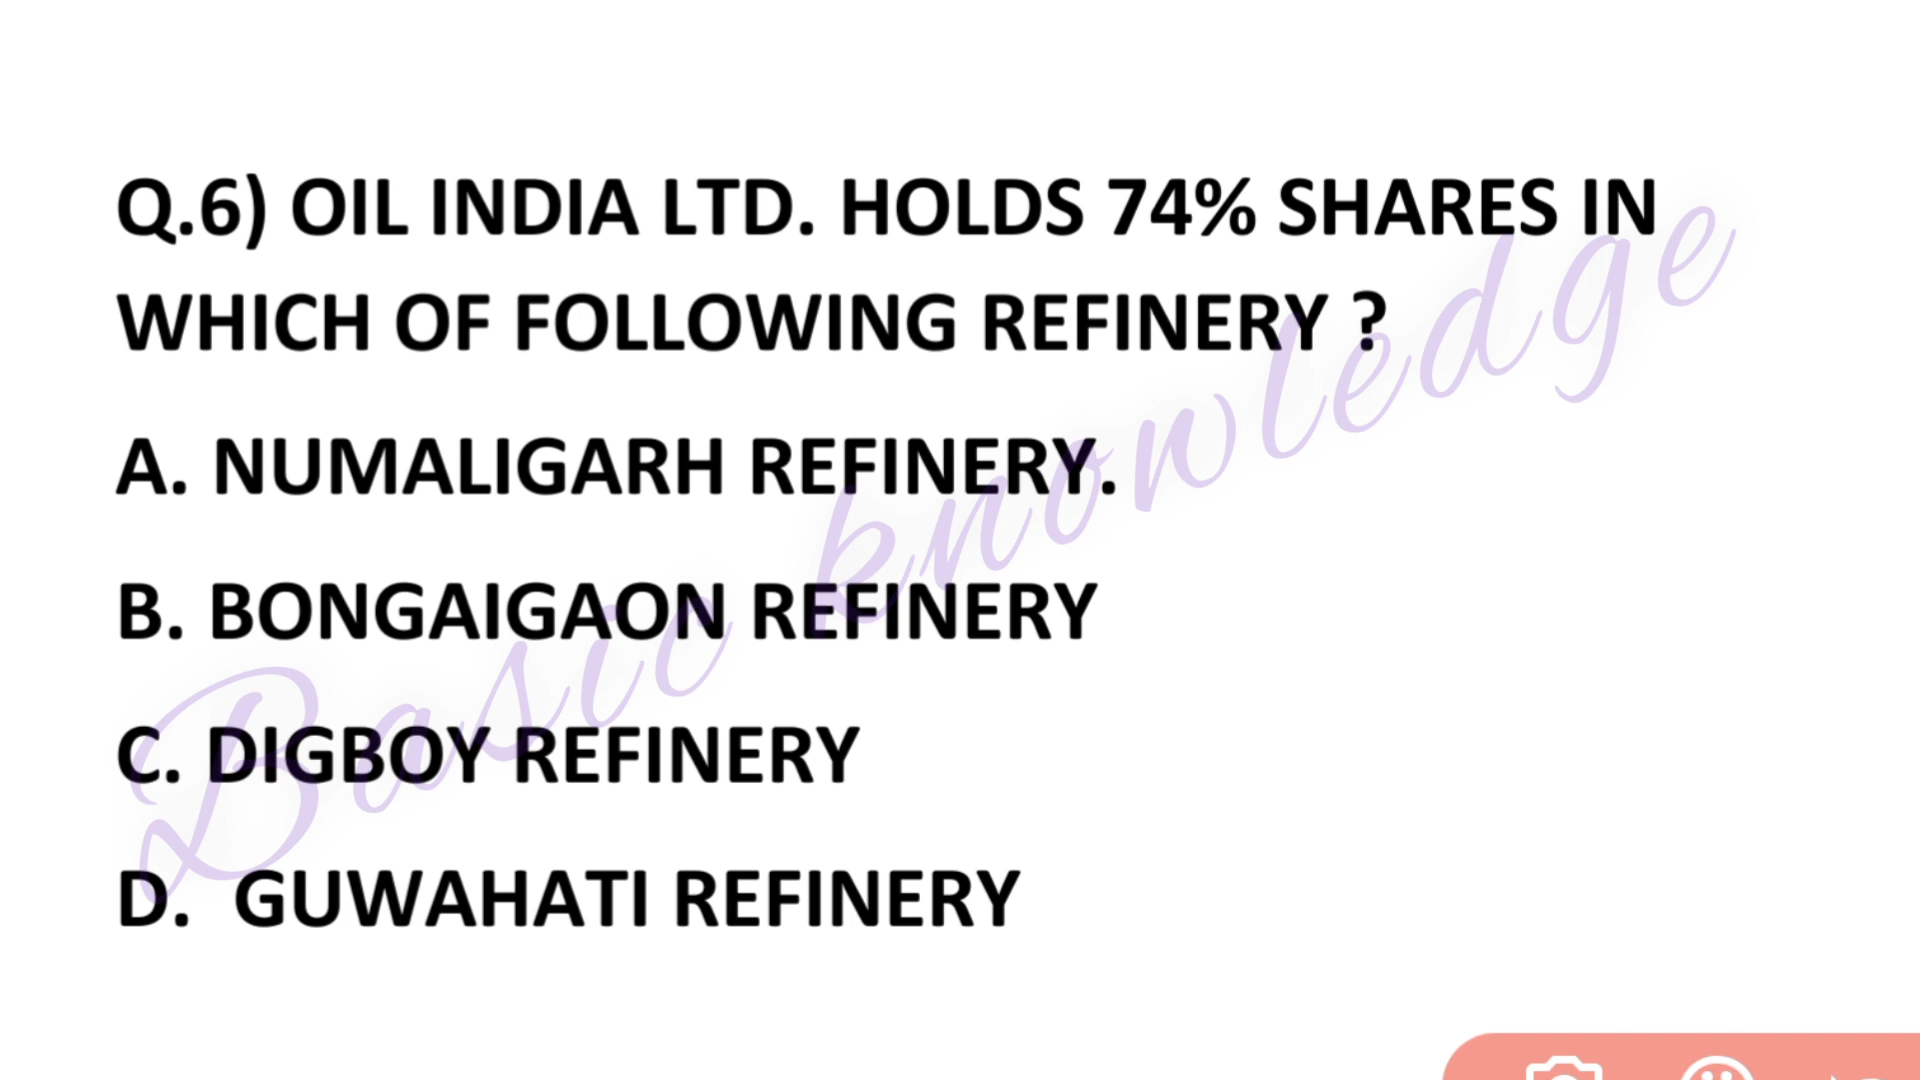 Q.6) OIL INDIA LTD. HOLDS 74% SHARES IN
WHICH OF FOLLOWING REFINERY ?
A. NUMALIGARH REFINERY.
B. BONGAIGAON REFINERY
C. DIGBOY REFINERY
D. GUWAHATI REFINERY
Basic knowledge